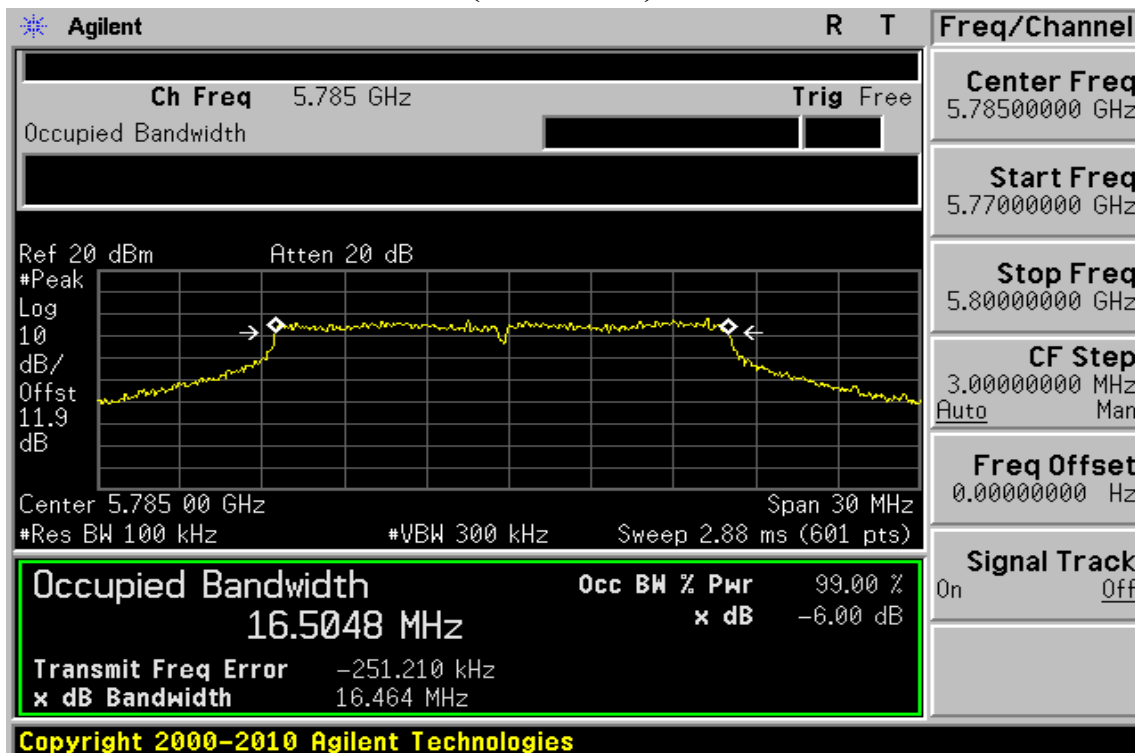 Agilent R T Freq/Channel
Ch Freq 5.785 GHz Trig Free
Occupied Bandwidth
Center Freq
5.78500000 GHz
Start Freq
5.77000000 GHz
Stop Freq
5.80000000 GHz
CF Step
3.00000000 MHz
Auto Man
Freq Offset
0.00000000 Hz
Signal Track
On Off
Ref 20 dBm Atten 20 dB
#Peak
Log
10
dB/
Offst
11.9
dB
Center 5.785 00 GHz Span 30 MHz
#Res BW 100 kHz #VBW 300 kHz Sweep 2.88 ms (601 pts)
Occupied Bandwidth Occ BW % Pwr 99.00 %
16.5048 MHz x dB -6.00 dB
Transmit Freq Error -251.210 kHz
x dB Bandwidth 16.464 MHz
Copyright 2000-2010 Agilent Technologies